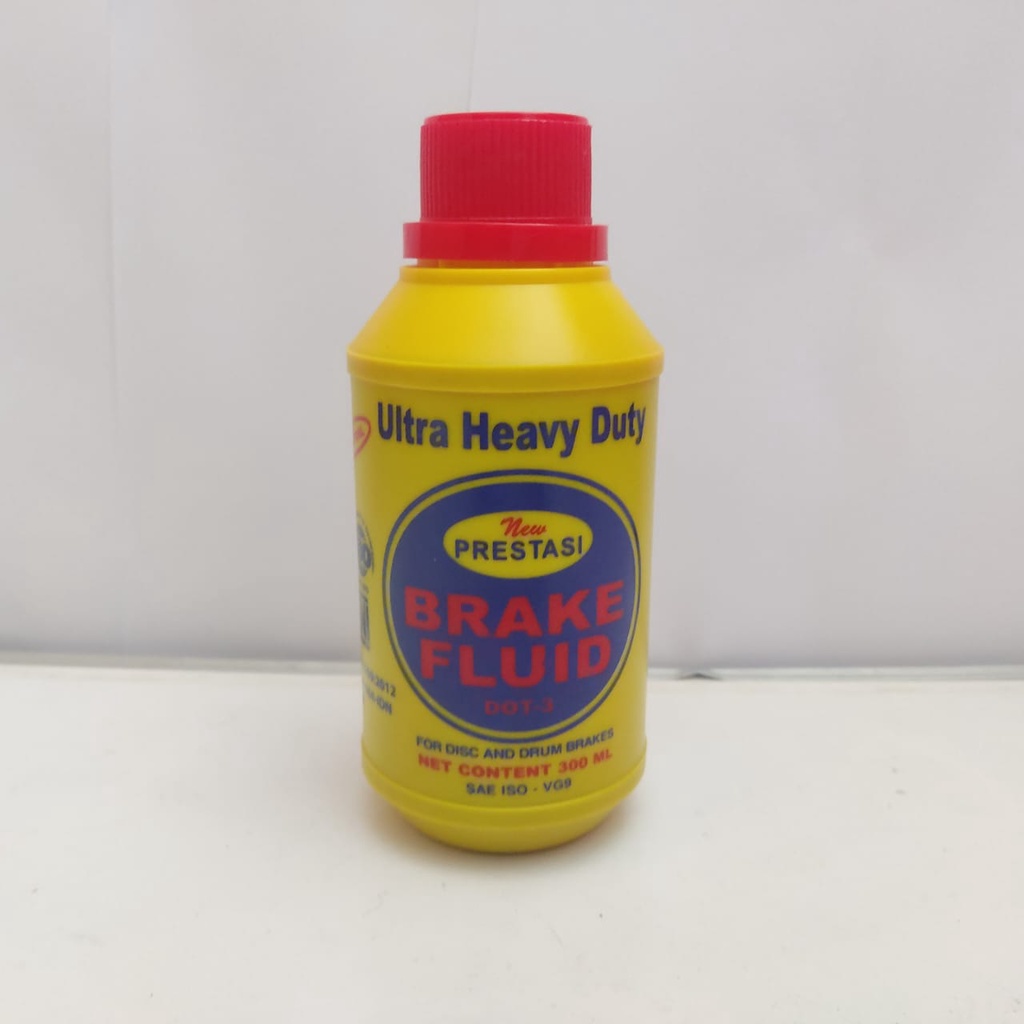 Ultra Heavy Duty
New
PRESTASI
BRAKE
FLUID
DOT-3
FOR DISC AND DRUM BRAKES
NET CONTENT 300 ML
SAE ISO - VG9